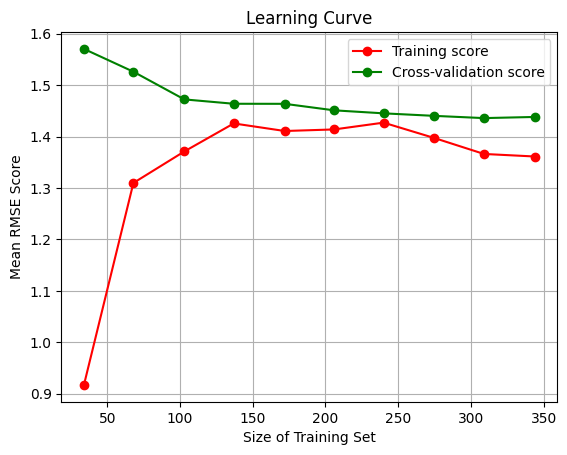 Learning Curve
Training score
Cross-validation score
Mean RMSE Score
1.6
1.5
1.4
1.3
1.2
1.1
1.0
0.9
50 100 150 200 250 300 350
Size of Training Set